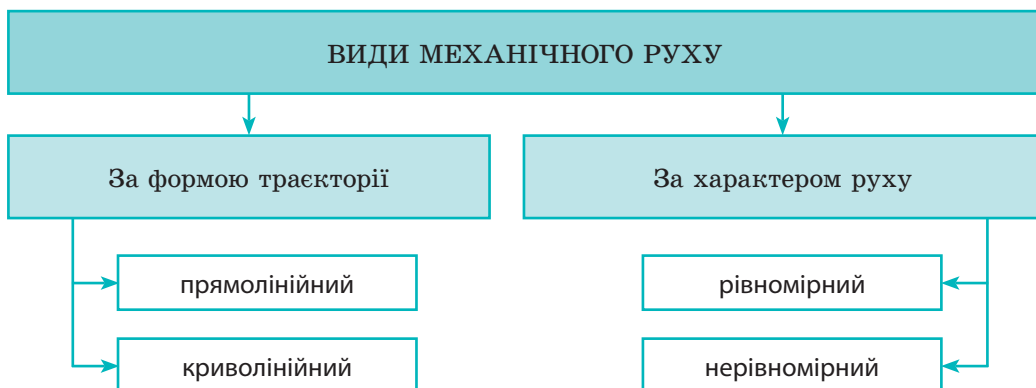 ВИДИ МЕХАНІЧНОГО РУХУ
За формою траєкторії
За характером руху
прямолінійний
рівномірний
криволінійний
нерівномірний